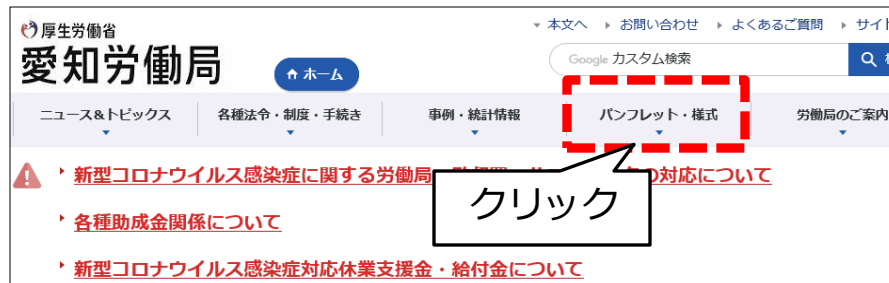 厚生労働省
▼ 本文へ ▶ お問い合わせ ▶ よくあるご質問 ▶ サイト
愛知労働局
ホーム
Google カスタム検索
ニュース&トピックス 各種法令・制度・手続き 事例・統計情報 パンフレット・様式 労働局のご案内
新型コロナウイルス感染症に関する労働局 の対応について
クリック
各種助成金関係について
新型コロナウイルス感染症対応休業支援金・給付金について